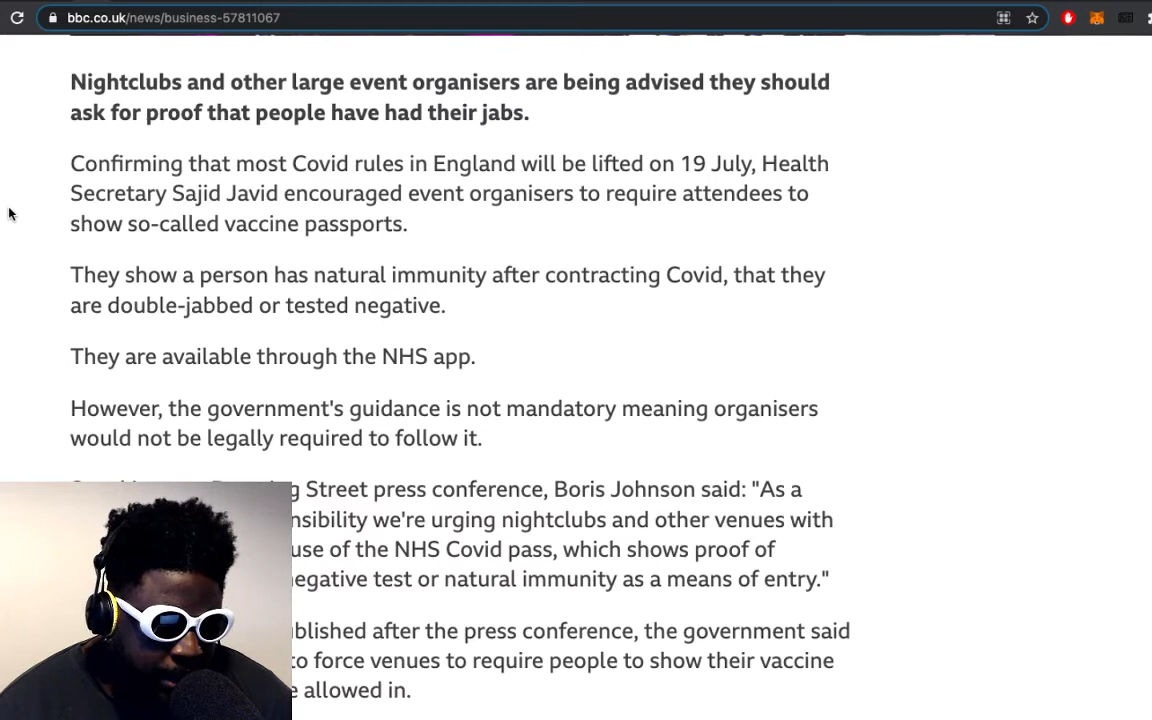 bbc.co.uk/news/business-57811067
Nightclubs and other large event organisers are being advised they should
ask for proof that people have had their jabs.
Confirming that most Covid rules in England will be lifted on 19 July, Health
Secretary Sajid Javid encouraged event organisers to require attendees to
show so-called vaccine passports.
They show a person has natural immunity after contracting Covid, that they
are double-jabbed or tested negative.
They are available through the NHS app.
However, the government's guidance is not mandatory meaning organisers
would not be legally required to follow it.
Street press conference, Boris Johnson said: "As a
we're urging nightclubs and other venues with
use of the NHS Covid pass, which shows proof of
negative test or natural immunity as a means of entry."
after the press conference, the government said
to force venues to require people to show their vaccine
allowed in.